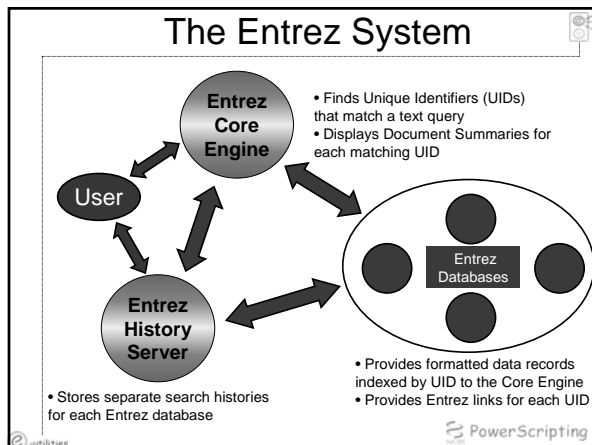 The Entrez System
Entrez
Core
Engine
• Finds Unique Identifiers (UIDs)
that match a text query
• Displays Document Summaries for
each matching UID
User
Entrez
Databases
Entrez
History
Server
• Provides formatted data records
indexed by UID to the Core Engine
• Provides Entrez links for each UID
• Stores separate search histories
for each Entrez database
PowerScripting